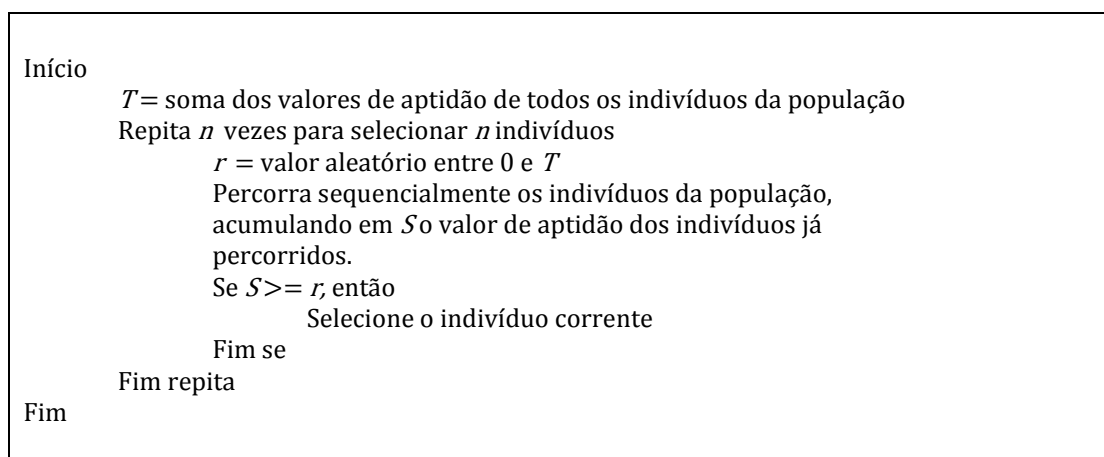 Início
T = soma dos valores de aptidão de todos os indivíduos da população
Repita n vezes para selecionar n indivíduos
r = valor aleatório entre 0 e T
Percorra sequencialmente os indivíduos da população,
acumulando em S o valor de aptidão dos indivíduos já
percorridos.
Se S >= r, então
Selecione o indivíduo corrente
Fim se
Fim repita
Fim